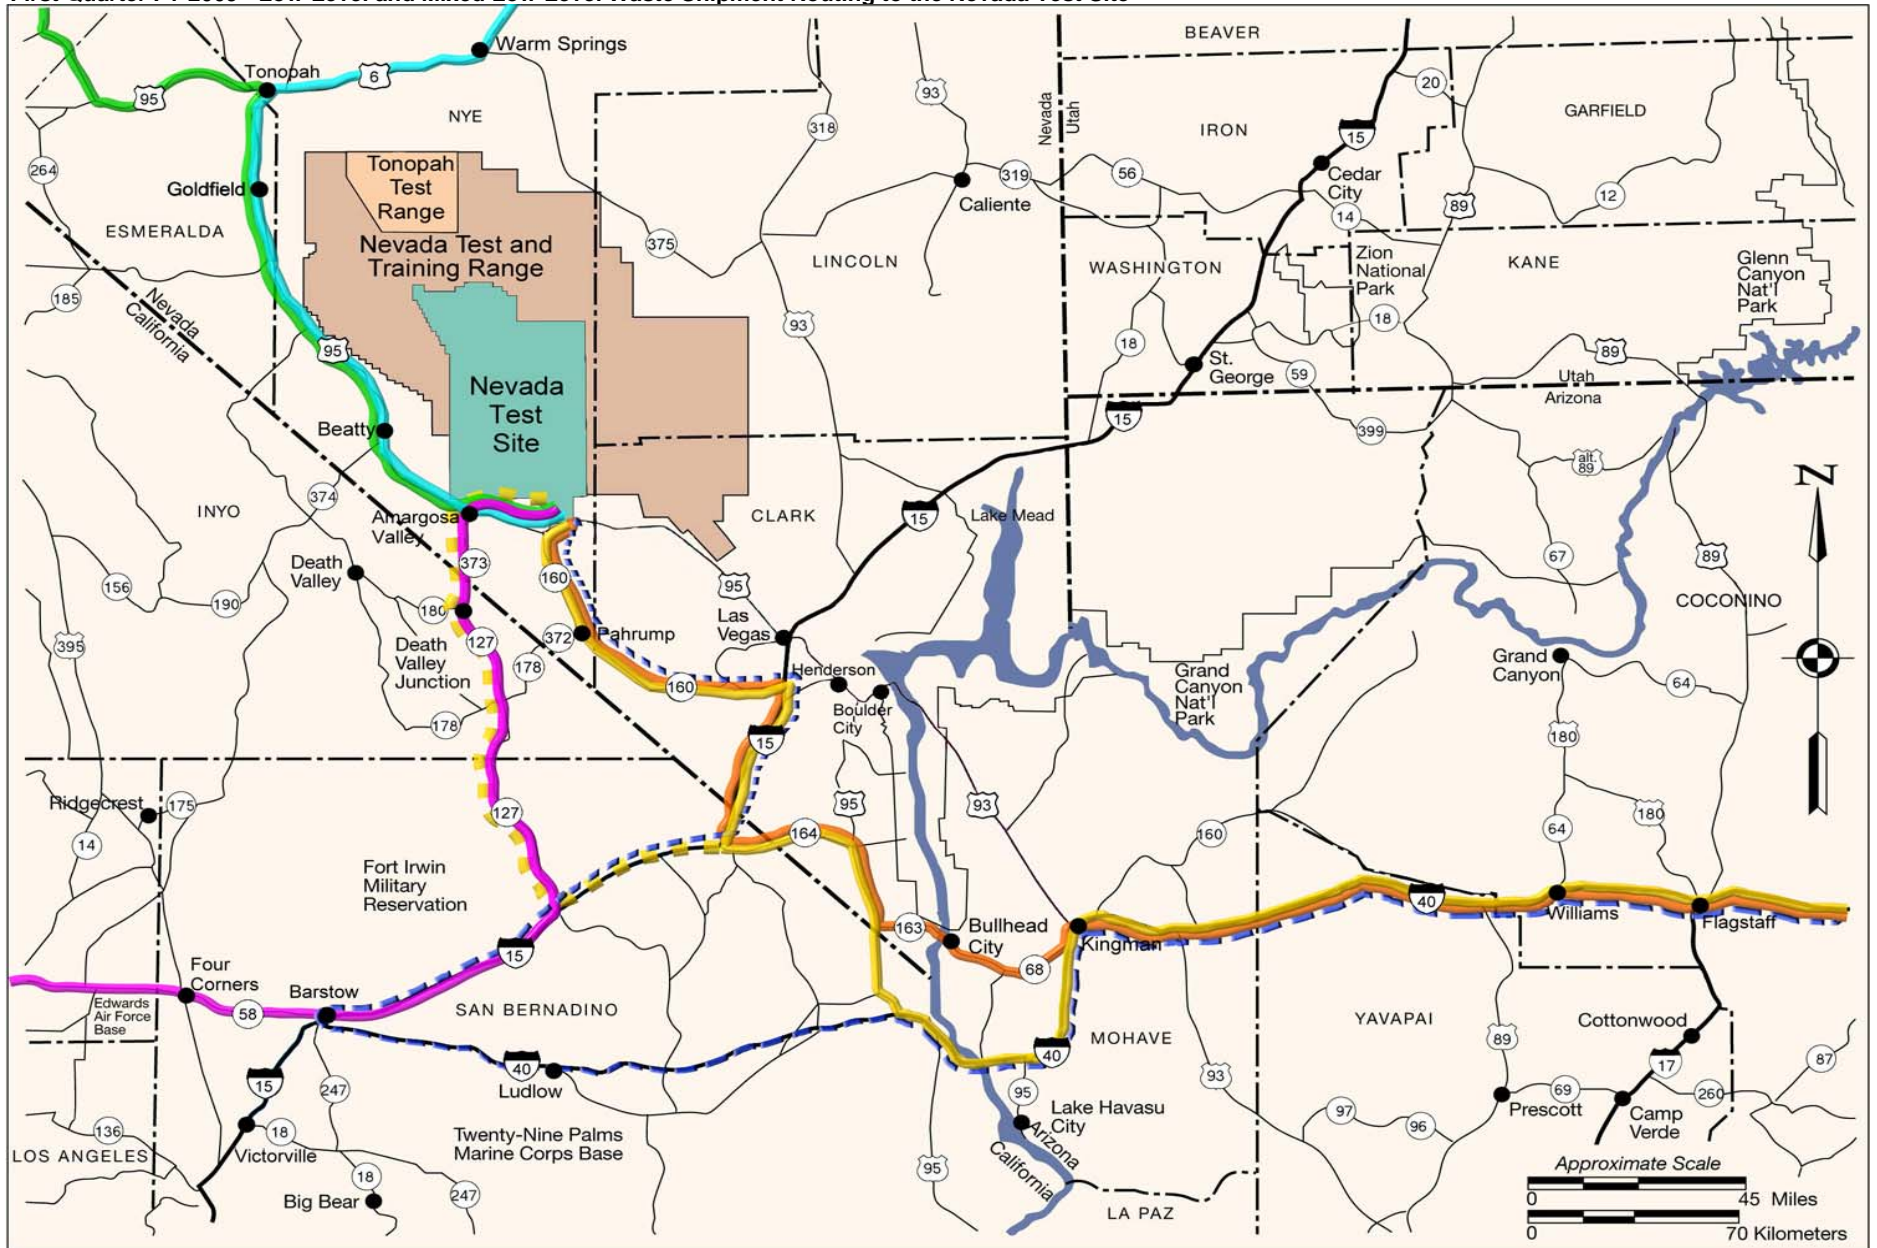 Warm Springs
Tonopah
6
95
NYE
BEAVER
93
Nevada
Utah
318
IRON
15
20
GARFIELD
264
Goldfield
Tonopah
Test
Range
319
56
Cedar
City
Caliente
14
89
12
ESMERALDA
Nevada Test and
Training Range
375
LINCOLN
WASHINGTON
Zion
National
Park
KANE
Glenn
Canyon
Nat'l
Park
185
Nevada
California
93
18
18
95
St.
George
59
89
Utah
Arizona
Nevada
Test
Site
15
399
Beatty
alt.
89
374
INYO
Amargosa
Valley
CLARK
15
Lake Mead
N
373
Death
Valley
160
95
67
89
156
190
180
COCONINO
395
127
372
Pahrump
Las
Vegas
Death
Valley
Junction
178
160
Henderson
Grand
Canyon
64
Grand
Canyon
Nat'l
Park
178
Boulder
City
15
180
Ridgecrest
175
127
95
93
14
164
160
64
180
Fort Irwin
Military
Reservation
40
Williams
Flagstaff
163
Bullhead
City
Kingman
15
68
Four
Corners
Barstow
Edwards
Air Force
Base
58
SAN BERNADINO
YAVAPAI
Cottonwood
MOHAVE
89
40
40
17
87
15
247
Ludlow
95
93
69
260
Lake Havasu
City
Prescott
Camp
Verde
97
96
136
18
Twenty-Nine Palms
Marine Corps Base
Arizona
California
LOS ANGELES
Victorville
18
95
Approximate Scale
Big Bear
247
0
45 Miles
LA PAZ
0
70 Kilometers